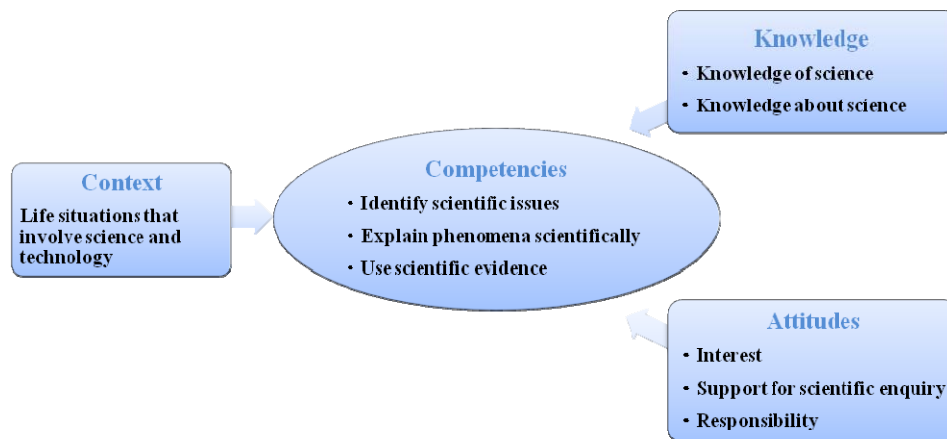 Knowledge
• Knowledge of science
• Knowledge about science
Context
Life situations that
involve science and
technology
Competencies
• Identify scientific issues
• Explain phenomena scientifically
• Use scientific evidence
Attitudes
• Interest
• Support for scientific enquiry
• Responsibility